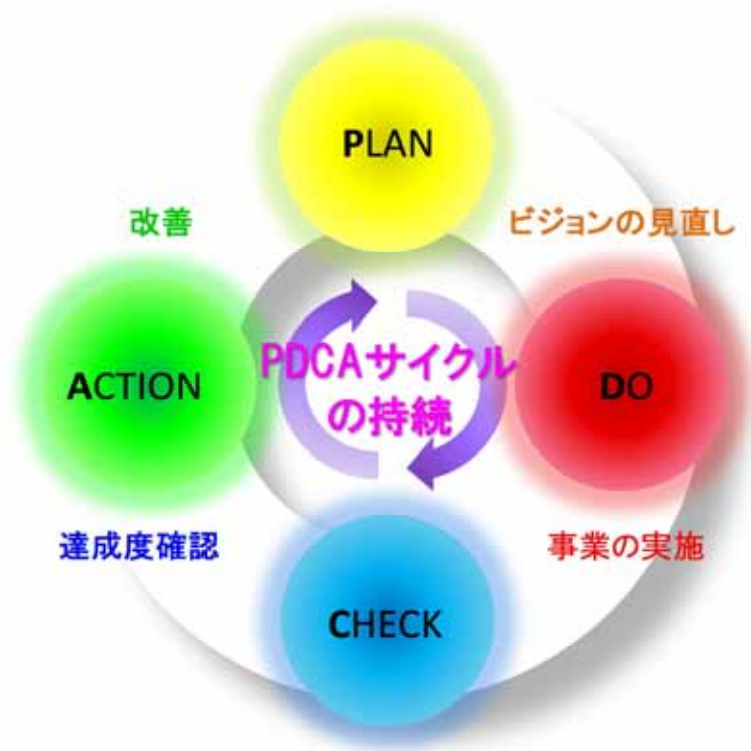 PLAN
改善
ビジョンの見直し
ACTION
PDCAサイクル
の持続
DO
達成度確認
事業の実施
CHECK